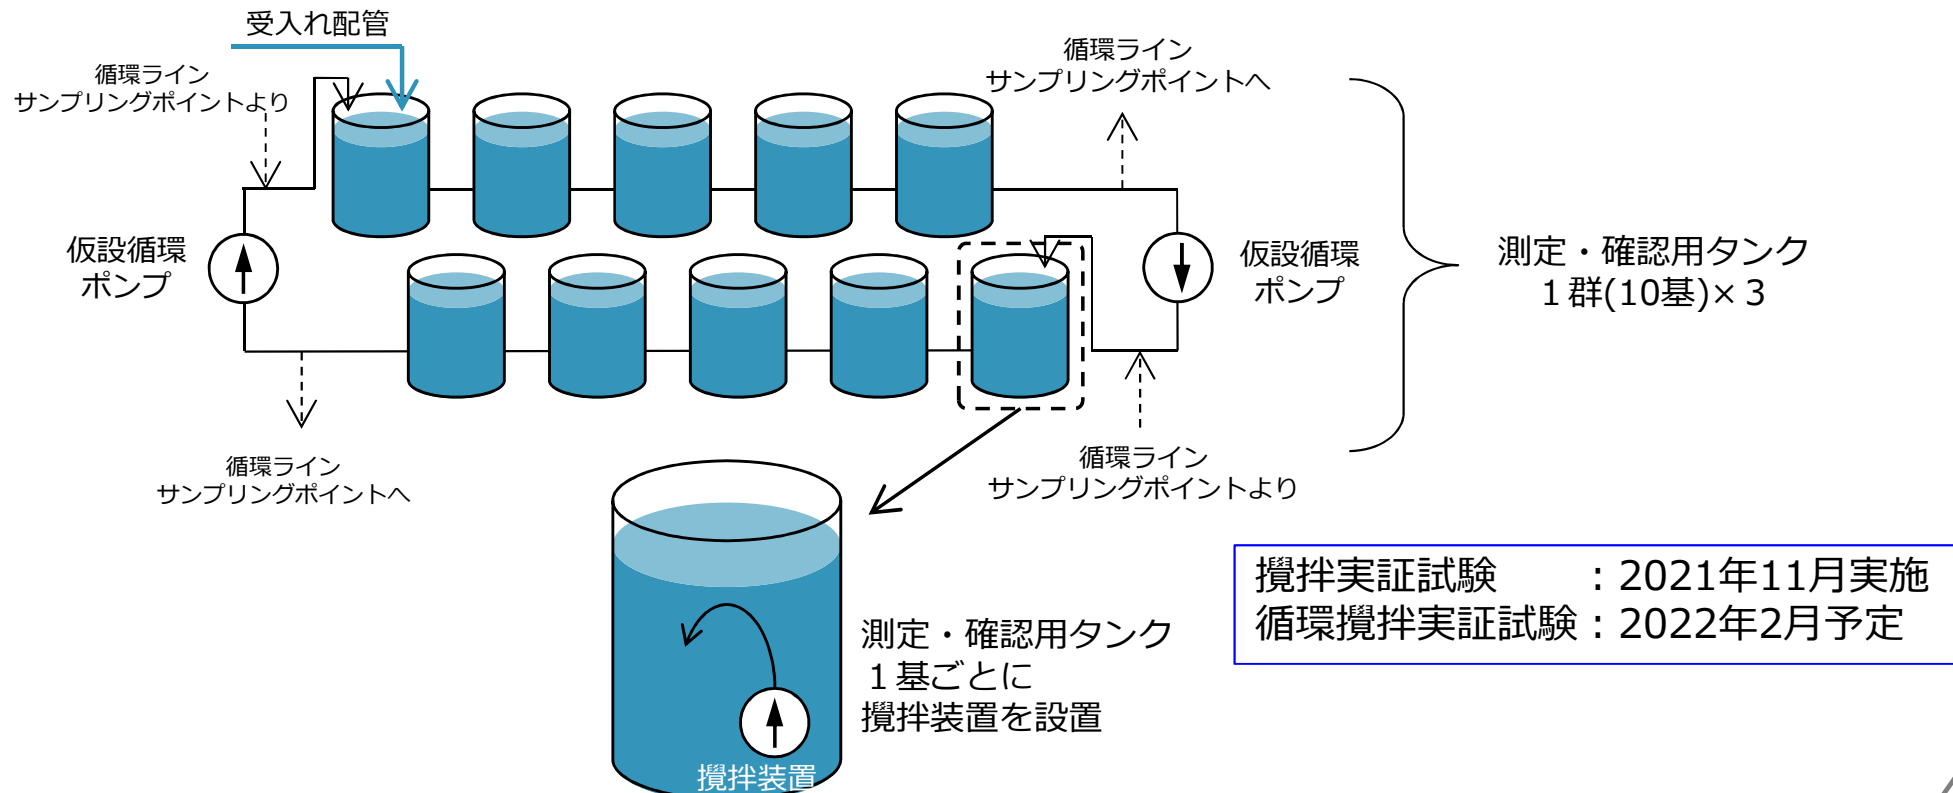 受入れ配管
循環ライン
サンプリングポイントより
循環ライン
サンプリングポイントへ
仮設循環
ポンプ
仮設循環
ポンプ
測定・確認用タンク
１群(10基)×３
循環ライン
サンプリングポイントへ
循環ライン
サンプリングポイントより
測定・確認用タンク
１基ごとに
攪拌装置を設置
攪拌装置
攪拌実証試験　　：2021年11月実施
循環攪拌実証試験：2022年2月予定